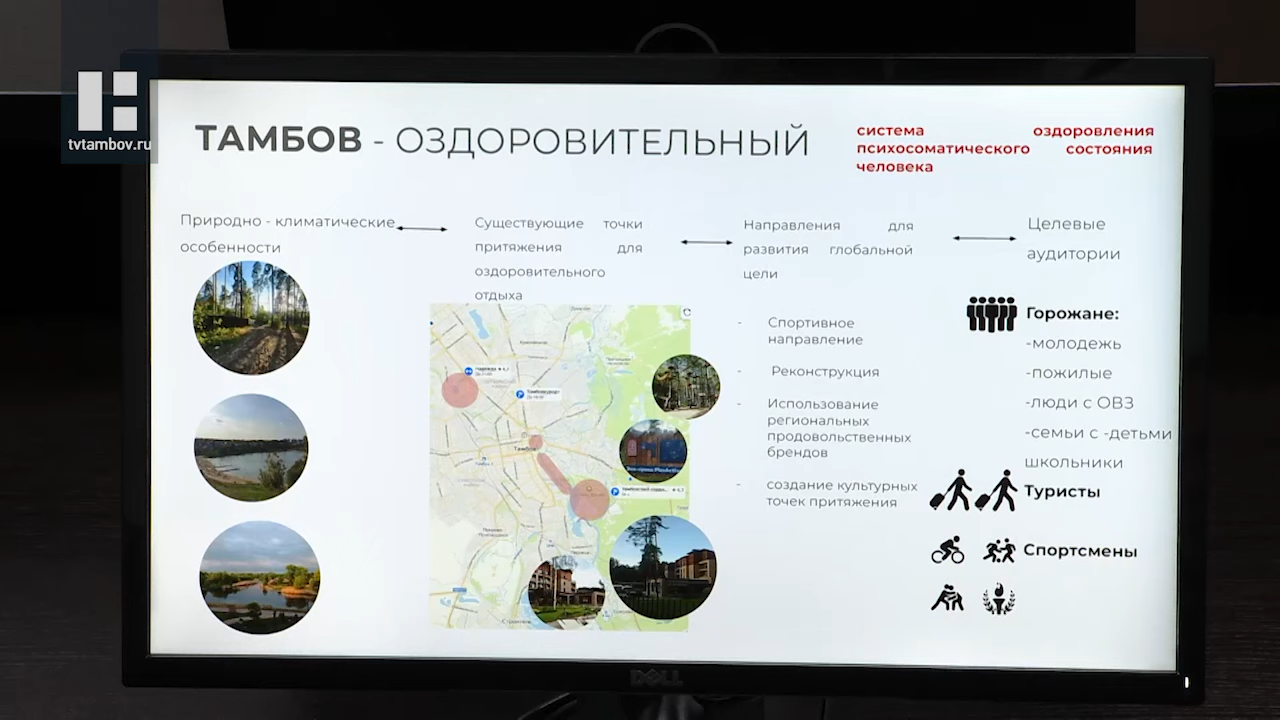 tvtambov.ru
ТАМБОВ - ОЗДОРОВИТЕЛЬНЫЙ
система оздоровления
психосоматического состояния
человека
Природно - климатические
особенности
Существующие точки
притяжения для
оздоровительного
отдыха
Направления для
развития глобальной
цели
Целевые
аудитории
Тамбов
- Спортивное
направление
- Реконструкция
- Использование
региональных
продовольственных
брендов
- создание культурных
точек притяжения
Горожане:
-молодежь
-пожилые
-люди с ОВЗ
-семьи с -детьми
школьники
Туристы
Спортсмены
DELL